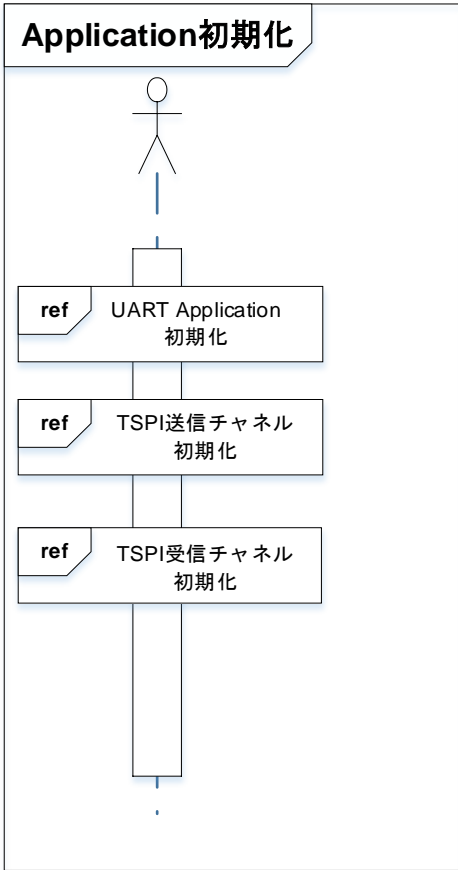 Application初期化
ref
UART Application
初期化
ref
TSPI送信チャネル
初期化
ref
TSPI受信チャネル
初期化